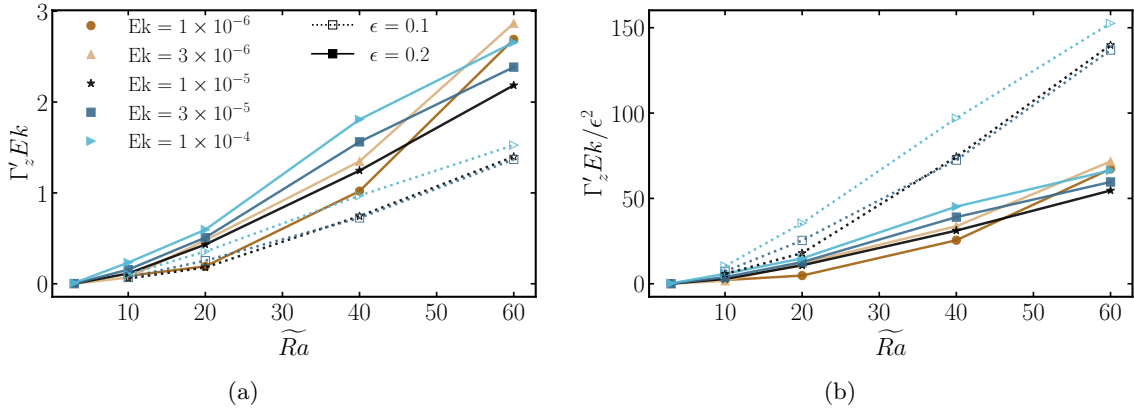 3
2
1
0
Γ′_z Ek
Ek = 1 × 10⁻⁶
Ek = 3 × 10⁻⁶
Ek = 1 × 10⁻⁵
Ek = 3 × 10⁻⁵
Ek = 1 × 10⁻⁴
ϵ = 0.1
ϵ = 0.2
10 20 30 40 50 60
R͠a
(a)
150
100
50
0
Γ′_z Ek/ϵ²
10 20 30 40 50 60
R͠a
(b)